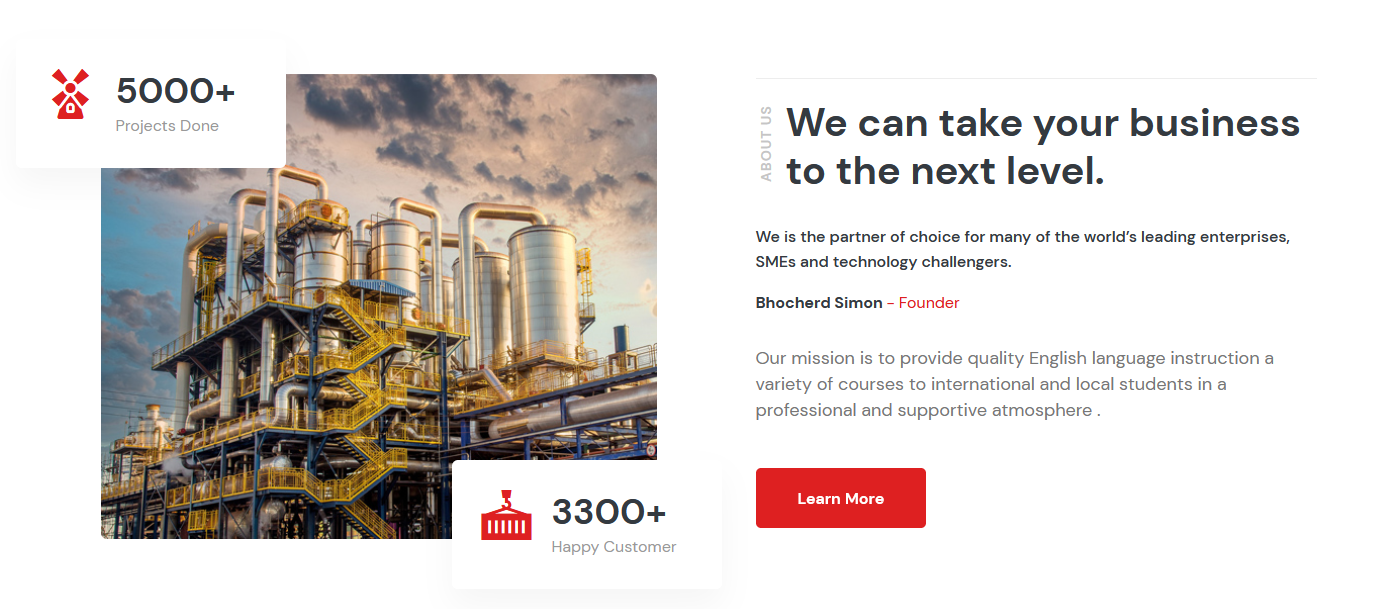 5000+
Projects Done
3300+
Happy Customer
ABOUT US
We can take your business
to the next level.
We is the partner of choice for many of the world’s leading enterprises,
SMEs and technology challengers.
Bhocherd Simon - Founder
Our mission is to provide quality English language instruction a
variety of courses to international and local students in a
professional and supportive atmosphere .
Learn More